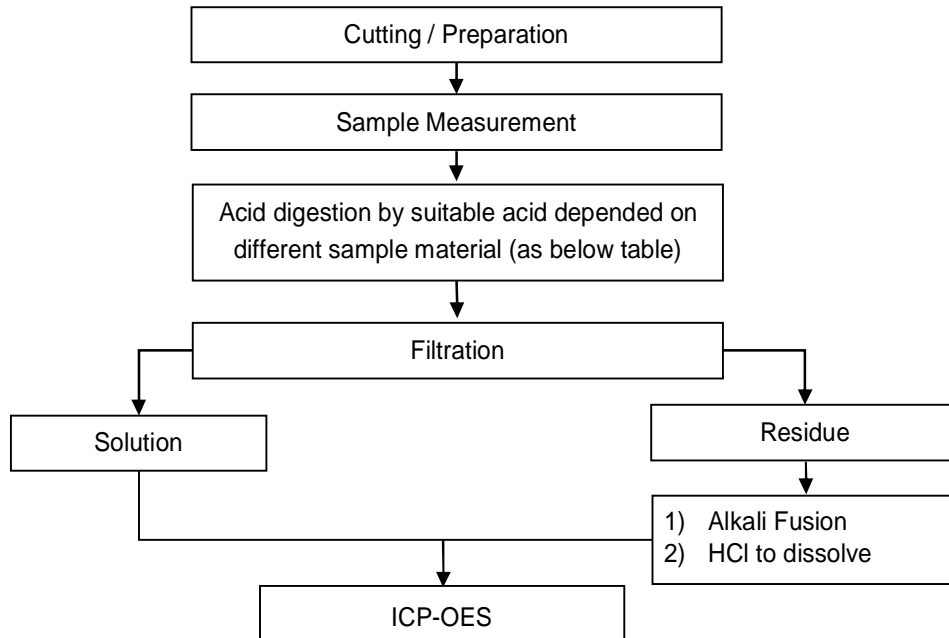 Cutting / Preparation
Sample Measurement
Acid digestion by suitable acid depended on
different sample material (as below table)
Filtration
Solution
Residue
1) Alkali Fusion
2) HCl to dissolve
ICP-OES